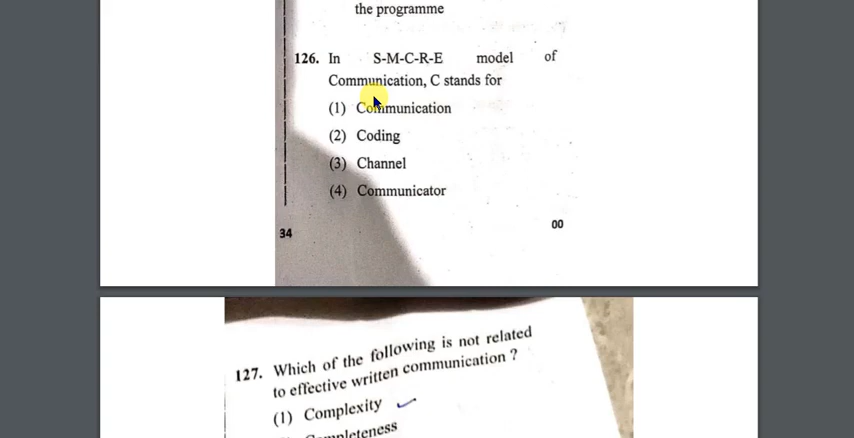 the programme
126. In S-M-C-R-E model of
Communication, C stands for
(1) Communication
(2) Coding
(3) Channel
(4) Communicator
34
00
127. Which of the following is not related
to effective written communication ?
(1) Complexity
Completeness